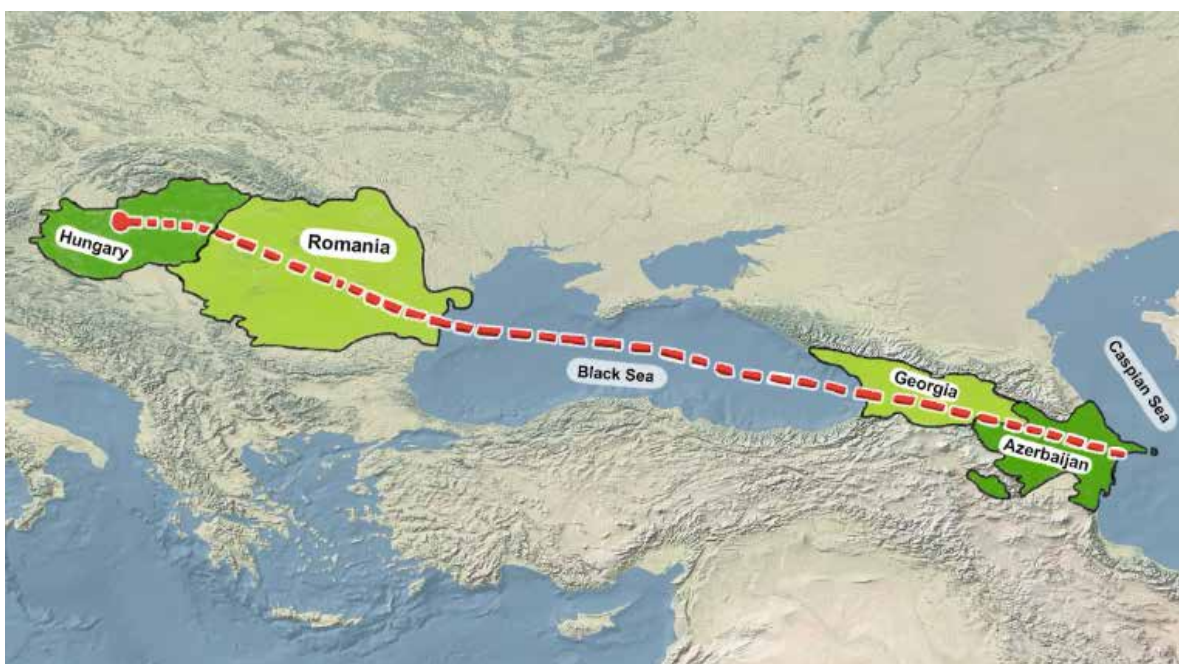 Hungary
Romania
Black Sea
Georgia
Azerbaijan
Caspian Sea